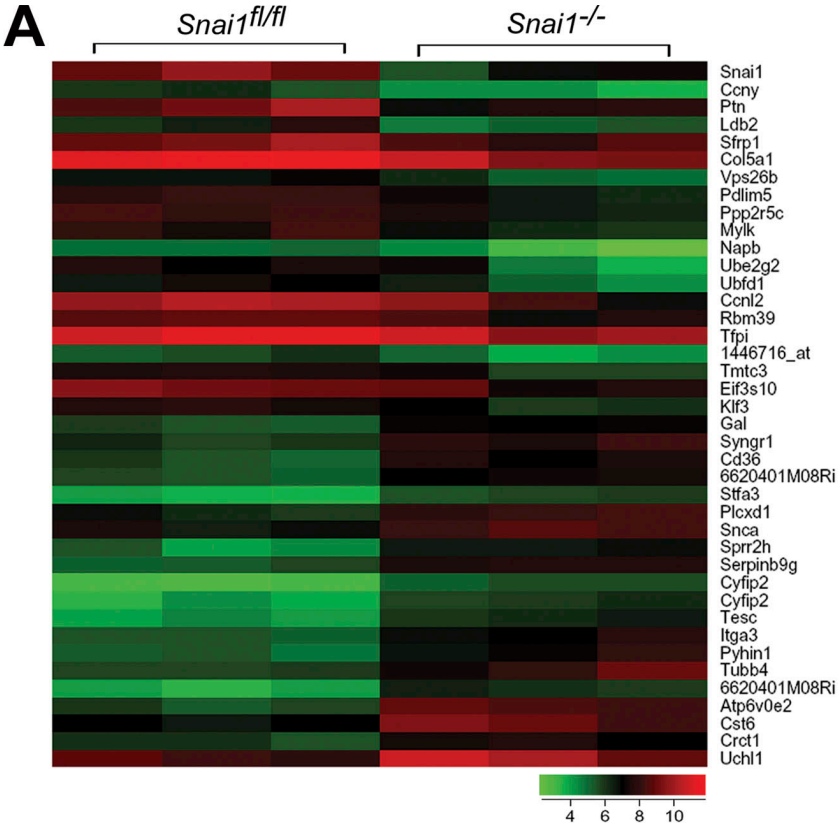 A
Snai1fl/fl
Snai1-/-
Snai1
Ccny
Ptn
Ldb2
Sfrp1
Col5a1
Vps26b
Pdlim5
Ppp2r5c
Mylk
Napb
Ube2g2
Ubfd1
Ccnl2
Rbm39
Tfpi
1446716_at
Tmtc3
Eif3s10
Klf3
Gal
Syngr1
Cd36
6620401M08Ri
Stfa3
Plcxd1
Snca
Sprr2h
Serpinb9g
Cyfip2
Cyfip2
Tesc
Itga3
Pyhin1
Tubb4
6620401M08Ri
Atp6v0e2
Cst6
Crct1
Uchl1
4 6 8 10